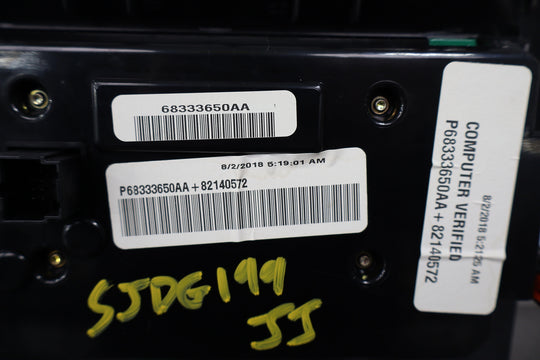 68333650AA
8/2/2018 5:19:01 AM
P68333650AA + 82140572
COMPUTER VERIFIED
P68333650AA + 82140572
8/2/2018 5:21:25 AM
SJDG199
JJ